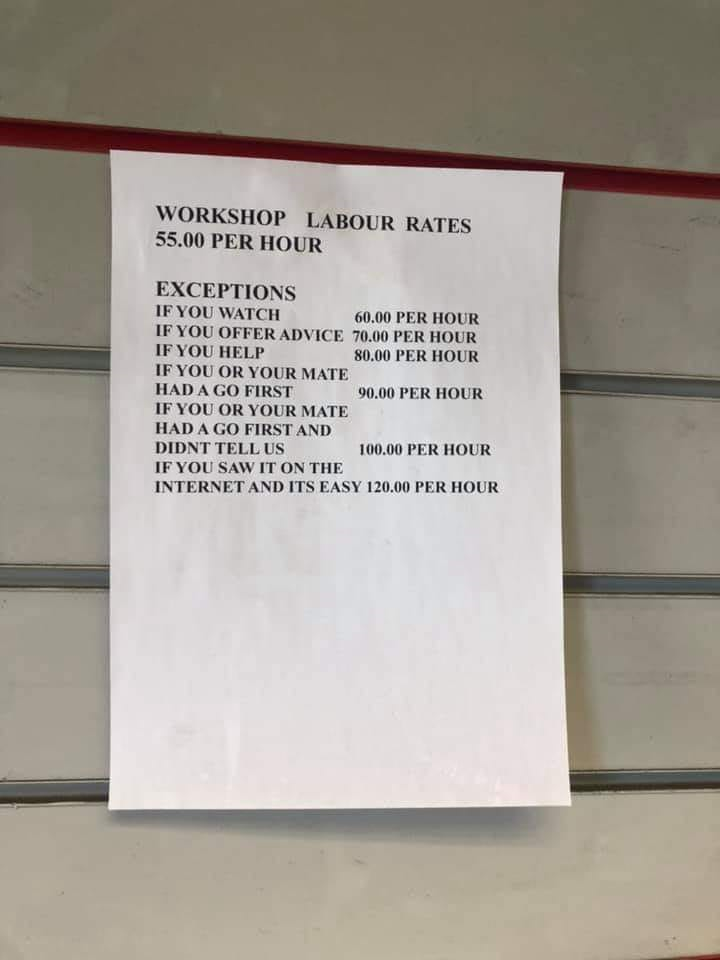 WORKSHOP LABOUR RATES
55.00 PER HOUR
EXCEPTIONS
IF YOU WATCH 60.00 PER HOUR
IF YOU OFFER ADVICE 70.00 PER HOUR
IF YOU HELP 80.00 PER HOUR
IF YOU OR YOUR MATE
HAD A GO FIRST 90.00 PER HOUR
IF YOU OR YOUR MATE
HAD A GO FIRST AND
DIDNT TELL US 100.00 PER HOUR
IF YOU SAW IT ON THE
INTERNET AND ITS EASY 120.00 PER HOUR